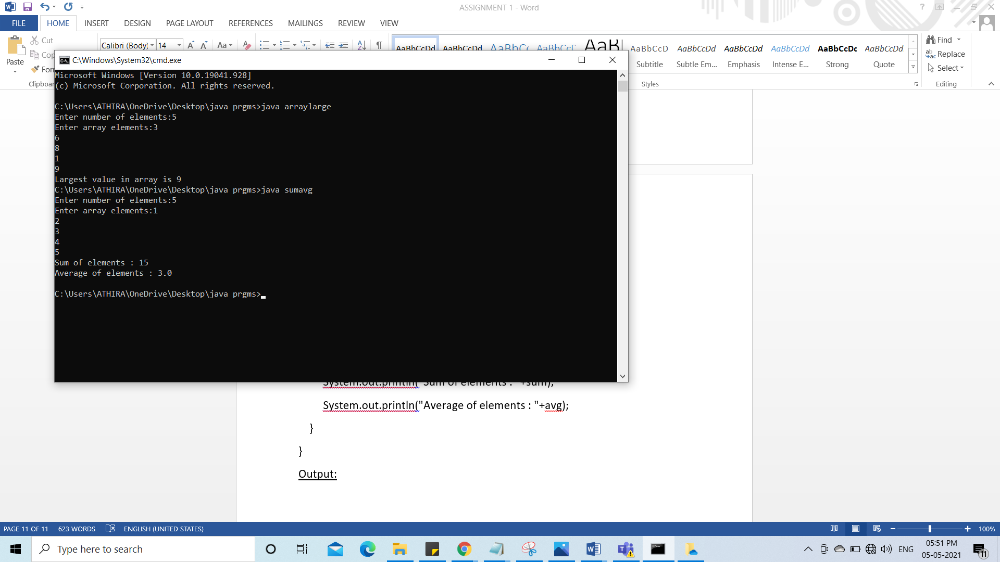 ASSIGNMENT 1 - Word
FILE HOME INSERT DESIGN PAGE LAYOUT REFERENCES MAILINGS REVIEW VIEW
Cut
Calibri (Body) 14
Paste
Clipboar
AaBbCcDd AaBbCcDd
AaBbCcD AaBbCcDd AaBbCcDd AaBbCcDd AaBbCcDc AaBbCcDd
Subtitle Subtle Em... Emphasis Intense E... Strong Quote
Styles
Find
Replace
Select
Editing
C:\Windows\System32\cmd.exe
Microsoft Windows [Version 10.0.19041.928]
(c) Microsoft Corporation. All rights reserved.
C:\Users\ATHIRA\OneDrive\Desktop\java prgms>java arraylarge
Enter number of elements:5
Enter array elements:3
6
8
1
9
Largest value in array is 9
C:\Users\ATHIRA\OneDrive\Desktop\java prgms>java sumavg
Enter number of elements:5
Enter array elements:1
2
3
4
5
Sum of elements : 15
Average of elements : 3.0
C:\Users\ATHIRA\OneDrive\Desktop\java prgms>
System.out.println("Sum of elements : "+sum);
System.out.println("Average of elements : "+avg);
}
}
Output:
PAGE 11 OF 11 623 WORDS ENGLISH (UNITED STATES) 100%
Type here to search
ENG
05:51 PM
05-05-2021
11